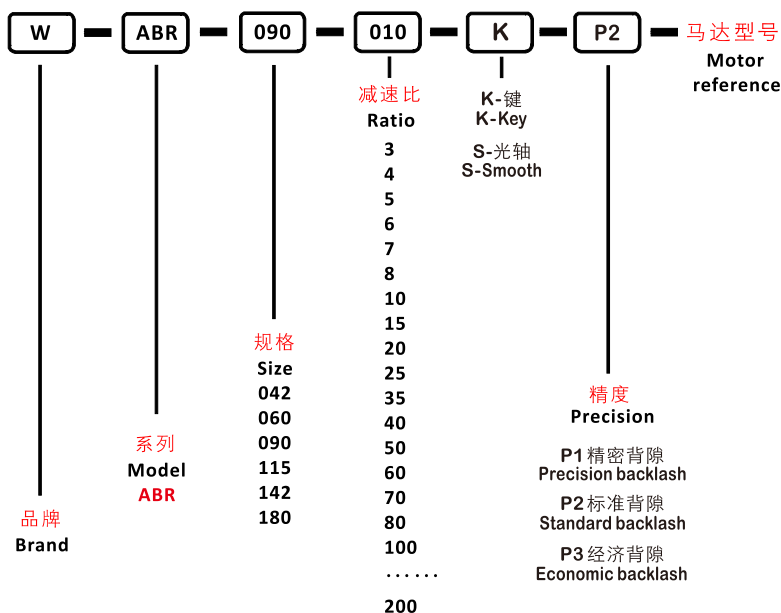 W
ABR
090
010
K
P2
马达型号
Motor
reference
减速比
Ratio
3
4
5
6
7
8
10
15
20
25
35
40
50
60
70
80
100
······
200
K-键
K-Key
S-光轴
S-Smooth
规格
Size
042
060
090
115
142
180
精度
Precision
P1 精密背隙
Precision backlash
P2 标准背隙
Standard backlash
P3 经济背隙
Economic backlash
系列
Model
ABR
品牌
Brand